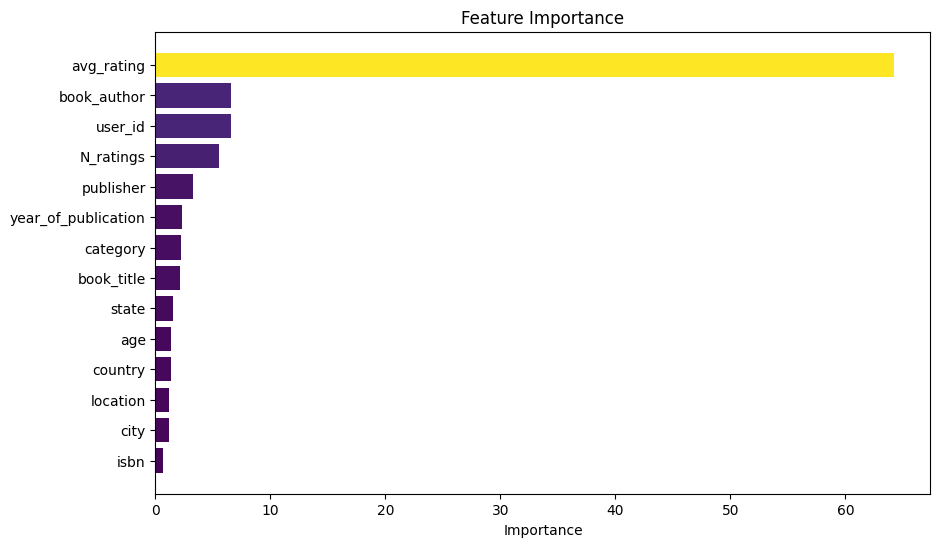 Feature Importance
avg_rating
book_author
user_id
N_ratings
publisher
year_of_publication
category
book_title
state
age
country
location
city
isbn
0 10 20 30 40 50 60
Importance